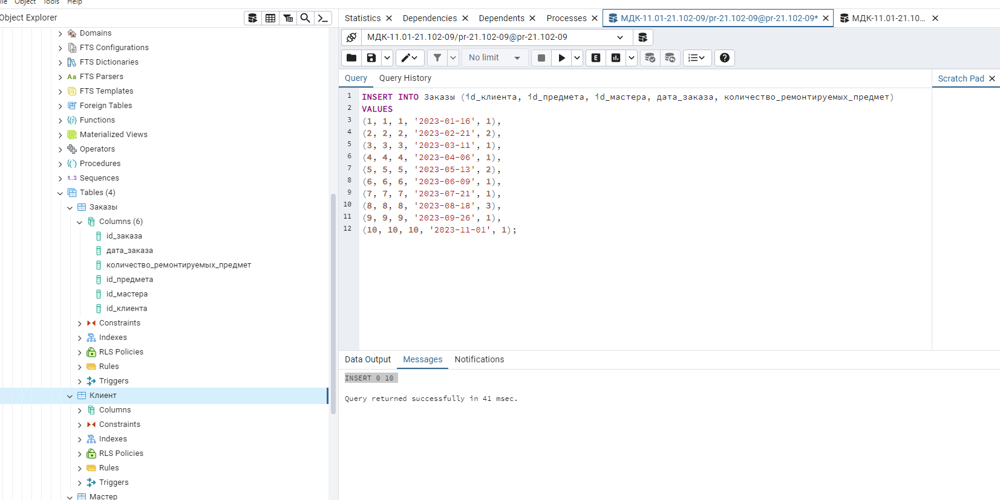 Object Tools Help
Object Explorer
Domains
FTS Configurations
FTS Dictionaries
Aa FTS Parsers
FTS Templates
Foreign Tables
Functions
Materialized Views
Operators
Procedures
1..3 Sequences
Tables (4)
Заказы
Columns (6)
id_заказа
дата_заказа
количество_ремонтируемых_предмет
id_предмета
id_мастера
id_клиента
Constraints
Indexes
RLS Policies
Rules
Triggers
Клиент
Columns
Constraints
Indexes
RLS Policies
Rules
Triggers
Мастер
Statistics Dependencies Dependents Processes МДК-11.01-21.102-09/pr-21.102-09@pr-21.102-09* МДК-11.01-21.10...
МДК-11.01-21.102-09/pr-21.102-09@pr-21.102-09
No limit E
Query Query History
Scratch Pad
1 INSERT INTO Заказы (id_клиента, id_предмета, id_мастера, дата_заказа, количество_ремонтируемых_предмет)
2 VALUES
3 (1, 1, 1, '2023-01-16', 1),
4 (2, 2, 2, '2023-02-21', 2),
5 (3, 3, 3, '2023-03-11', 1),
6 (4, 4, 4, '2023-04-06', 1),
7 (5, 5, 5, '2023-05-13', 2),
8 (6, 6, 6, '2023-06-09', 1),
9 (7, 7, 7, '2023-07-21', 1),
10 (8, 8, 8, '2023-08-18', 3),
11 (9, 9, 9, '2023-09-26', 1),
12 (10, 10, 10, '2023-11-01', 1);
Data Output Messages Notifications
INSERT 0 10
Query returned successfully in 41 msec.